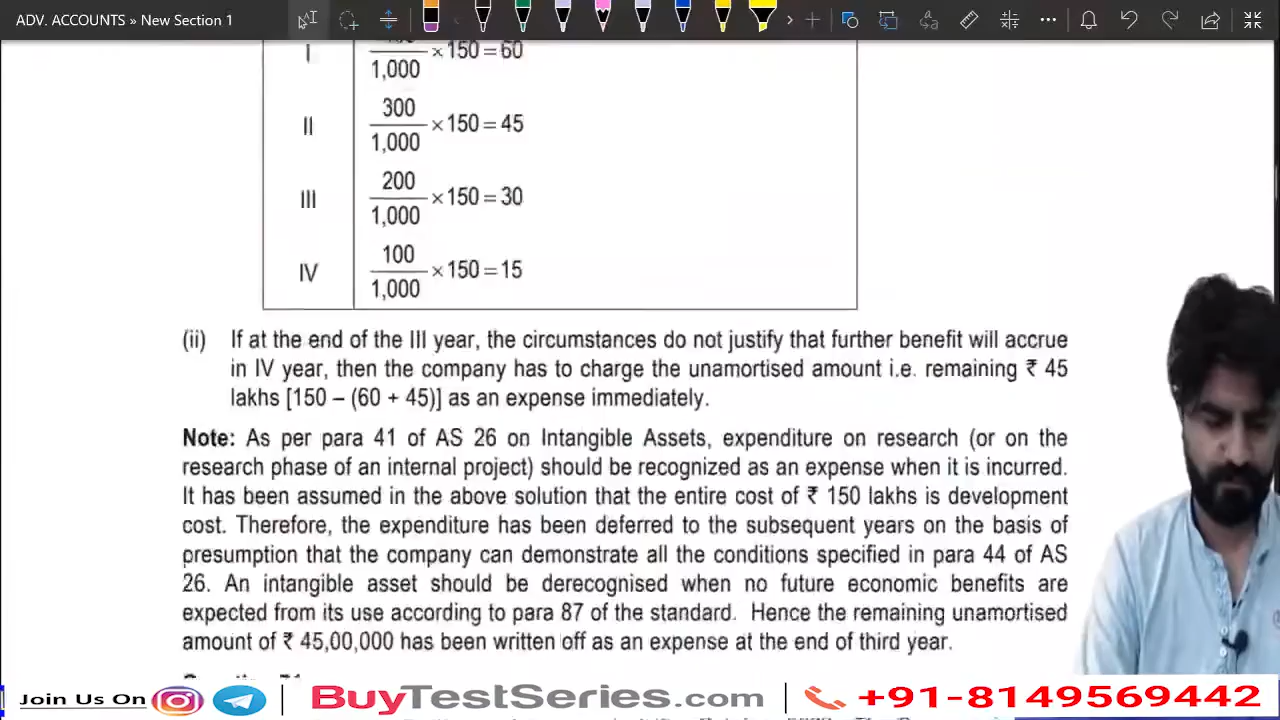 ADV. ACCOUNTS » New Section 1
I
1,000 × 150 = 60
II 300
1,000 × 150 = 45
III 200
1,000 × 150 = 30
IV 100
1,000 × 150 = 15
(ii) If at the end of the III year, the circumstances do not justify that further benefit will accrue
in IV year, then the company has to charge the unamortised amount i.e. remaining ₹ 45
lakhs [150 – (60 + 45)] as an expense immediately.
Note: As per para 41 of AS 26 on Intangible Assets, expenditure on research (or on the
research phase of an internal project) should be recognized as an expense when it is incurred.
It has been assumed in the above solution that the entire cost of ₹ 150 lakhs is development
cost. Therefore, the expenditure has been deferred to the subsequent years on the basis of
presumption that the company can demonstrate all the conditions specified in para 44 of AS
26. An intangible asset should be derecognised when no future economic benefits are
expected from its use according to para 87 of the standard. Hence the remaining unamortised
amount of ₹ 45,00,000 has been written off as an expense at the end of third year.
Join Us On
BuyTestSeries.com
+91-8149569442